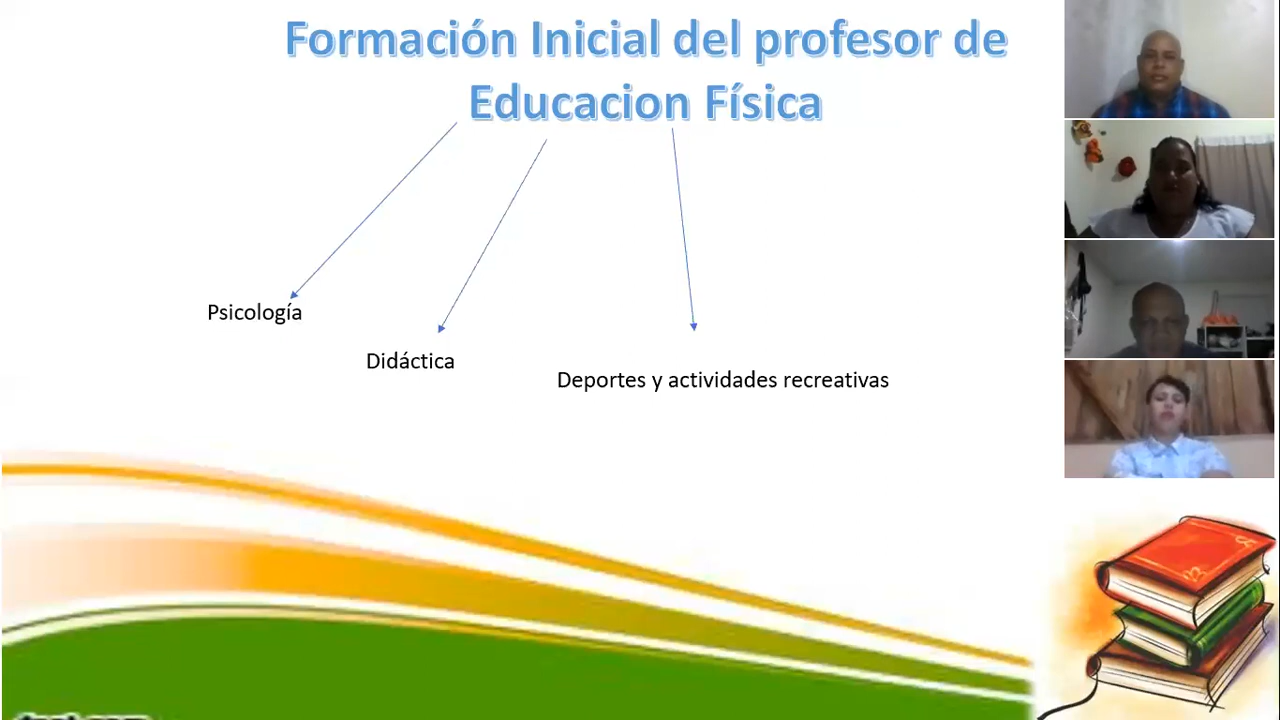 Formación Inicial del profesor de
Educacion Física
Psicología
Didáctica
Deportes y actividades recreativas